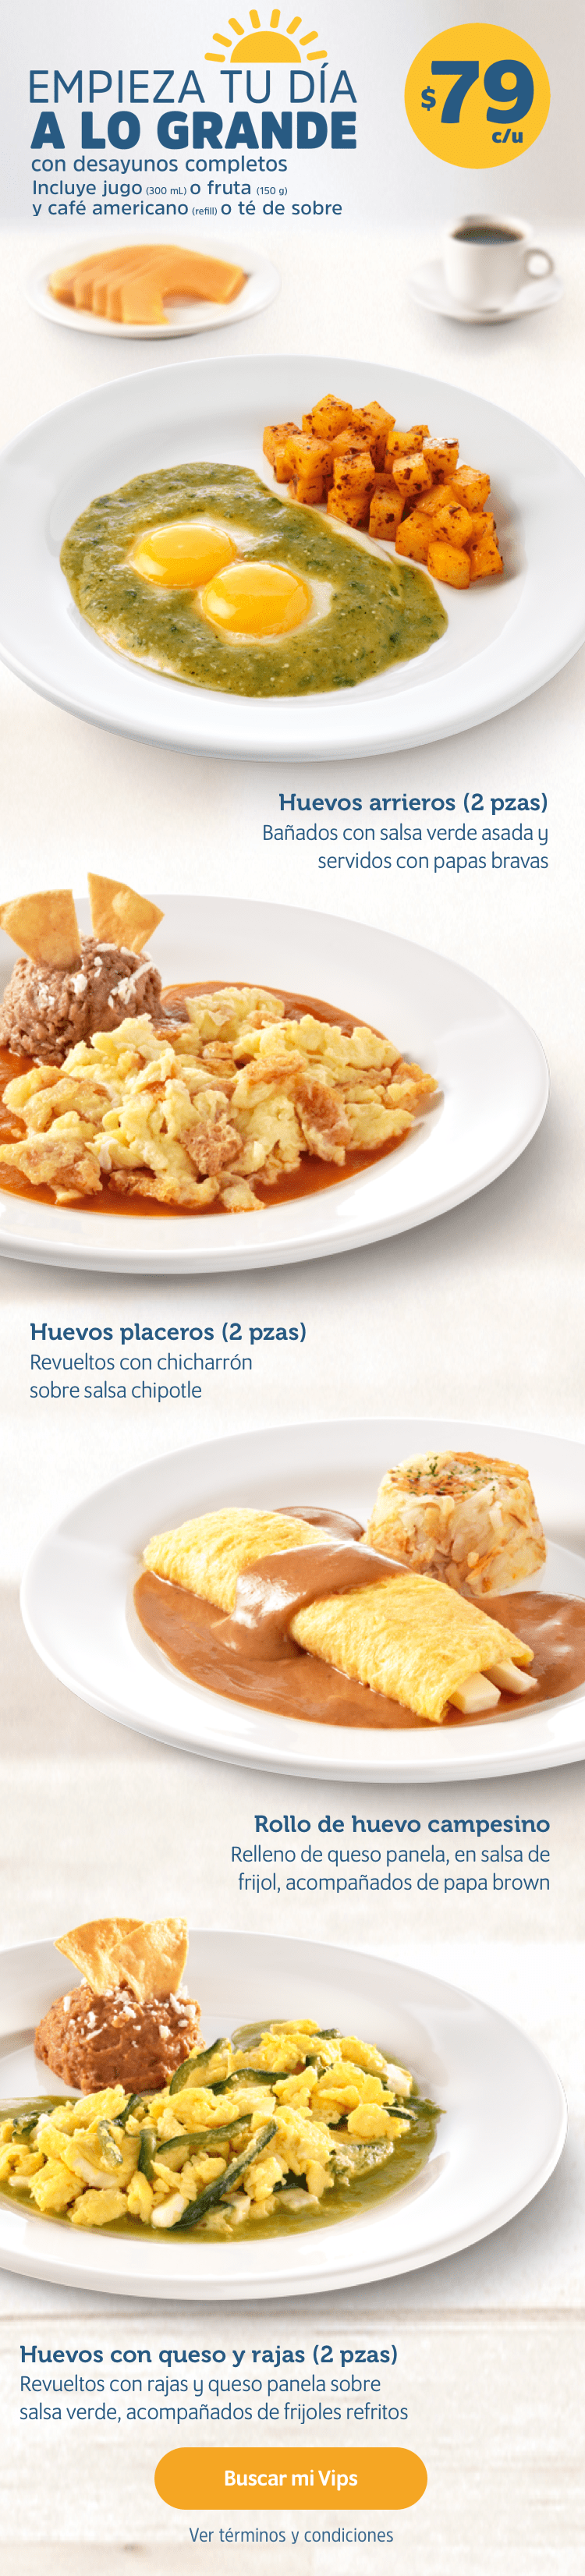 EMPIEZA TU DÍA
A LO GRANDE
con desayunos completos
Incluye jugo (300 mL) o fruta (150 g)
y café americano (refill) o té de sobre
$79
c/u
Huevos arrieros (2 pzas)
Bañados con salsa verde asada y
servidos con papas bravas
Huevos placeros (2 pzas)
Revueltos con chicharrón
sobre salsa chipotle
Rollo de huevo campesino
Relleno de queso panela, en salsa de
frijol, acompañados de papa brown
Huevos con queso y rajas (2 pzas)
Revueltos con rajas y queso panela sobre
salsa verde, acompañados de frijoles refritos
Buscar mi Vips
Ver términos y condiciones